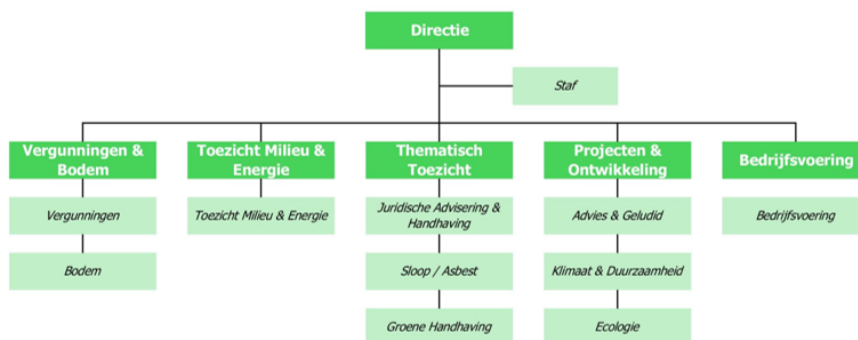 Directie
Staf
Vergunningen &
Bodem
Toezicht Milieu &
Energie
Thematisch
Toezicht
Projecten &
Ontwikkeling
Bedrijfsvoering
Vergunningen
Toezicht Milieu & Energie
Juridische Advisering &
Handhaving
Advies & Geludid
Bedrijfsvoering
Bodem
Sloop / Asbest
Klimaat & Duurzaamheid
Groene Handhaving
Ecologie